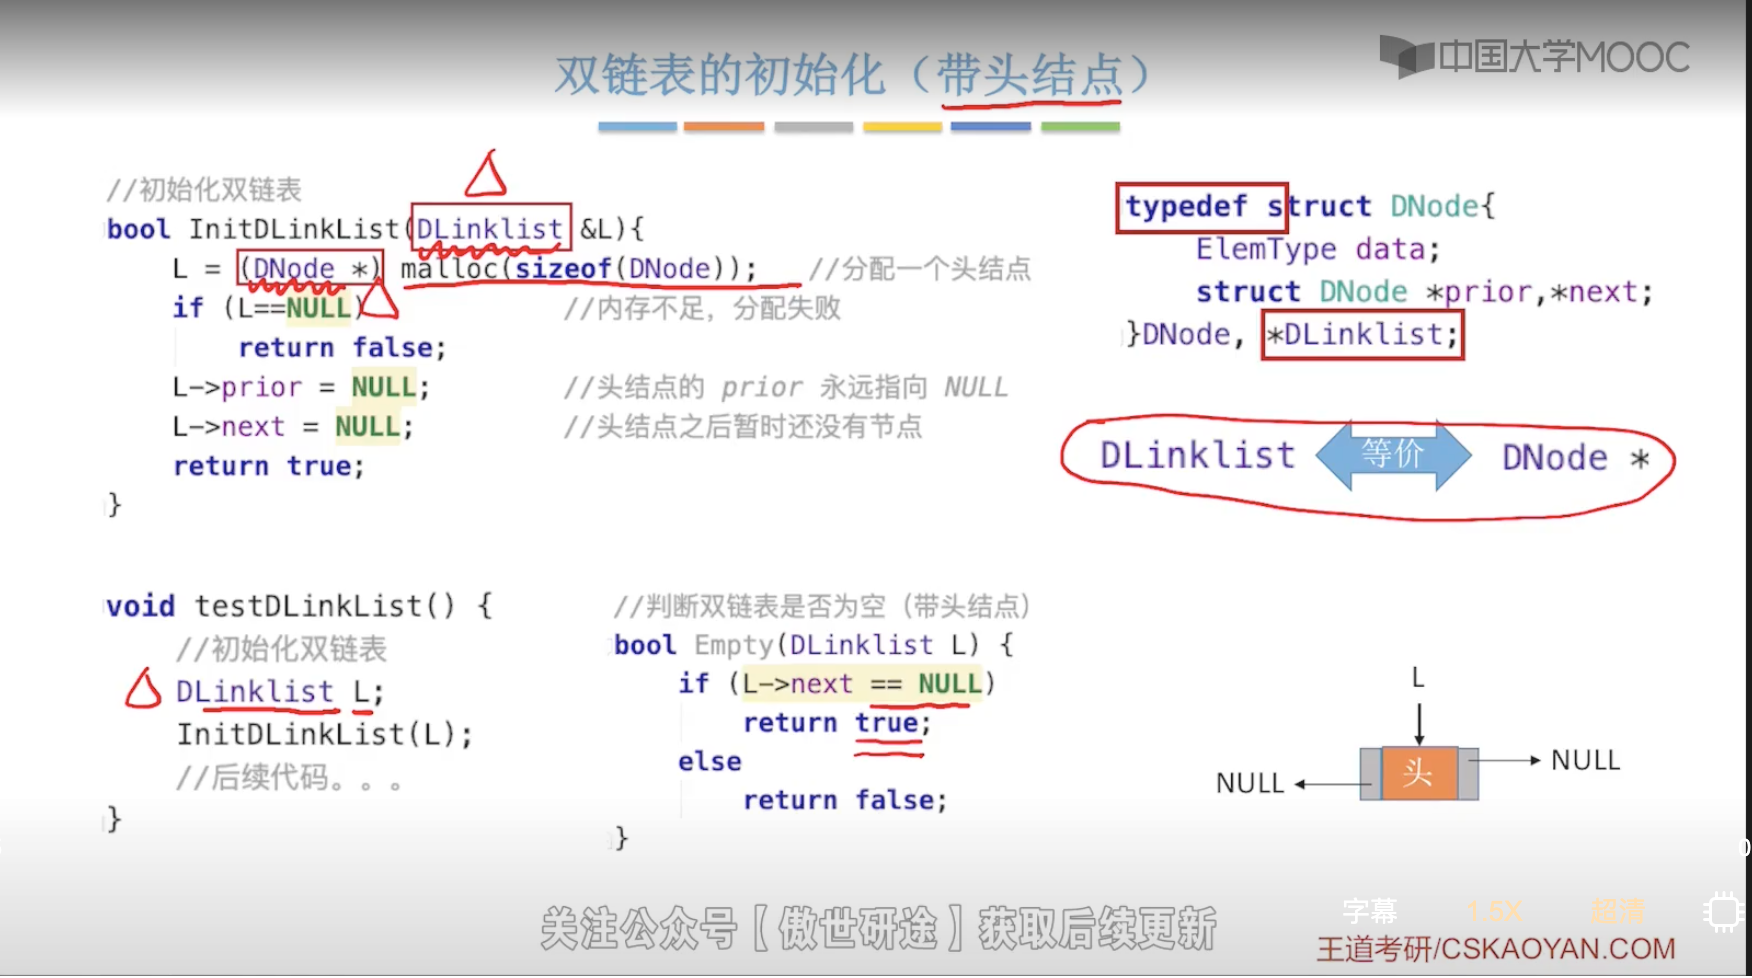 中国大学MOOC
双链表的初始化（带头结点）
//初始化双链表
bool InitDLinkList(DLinklist &L){
L = (DNode *) malloc(sizeof(DNode)); //分配一个头结点
if (L==NULL) //内存不足，分配失败
return false;
L->prior = NULL; //头结点的 prior 永远指向 NULL
L->next = NULL; //头结点之后暂时还没有节点
return true;
}
typedef struct DNode{
ElemType data;
struct DNode *prior,*next;
}DNode, *DLinklist;
DLinklist 等价 DNode *
void testDLinkList() {
//初始化双链表
DLinklist L;
InitDLinkList(L);
//后续代码。。。
}
//判断双链表是否为空（带头结点）
bool Empty(DLinklist L) {
if (L->next == NULL)
return true;
else
return false;
}
L
NULL 头 NULL
关注公众号【傲世研途】获取后续更新
字幕 1.5X 超清
王道考研/CSKAOYAN.COM